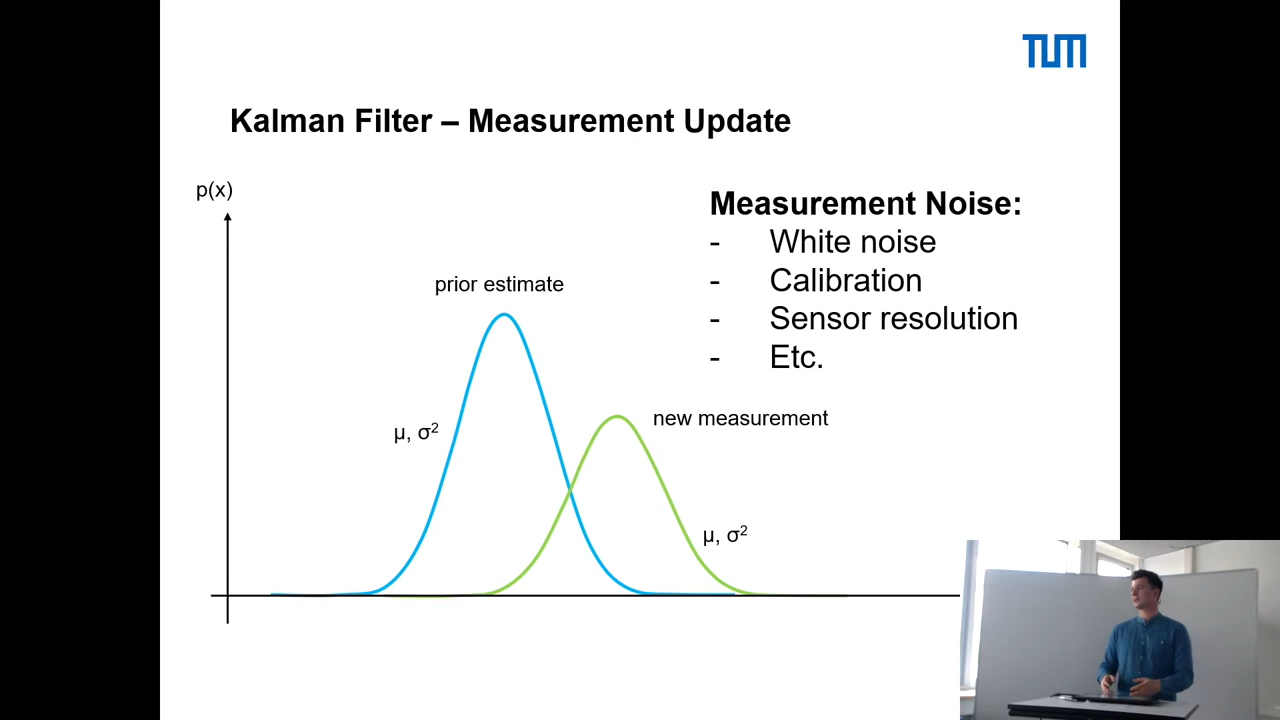 TUM
Kalman Filter – Measurement Update
p(x)
Measurement Noise:
- White noise
- Calibration
- Sensor resolution
- Etc.
prior estimate
new measurement
μ, σ²
μ, σ²